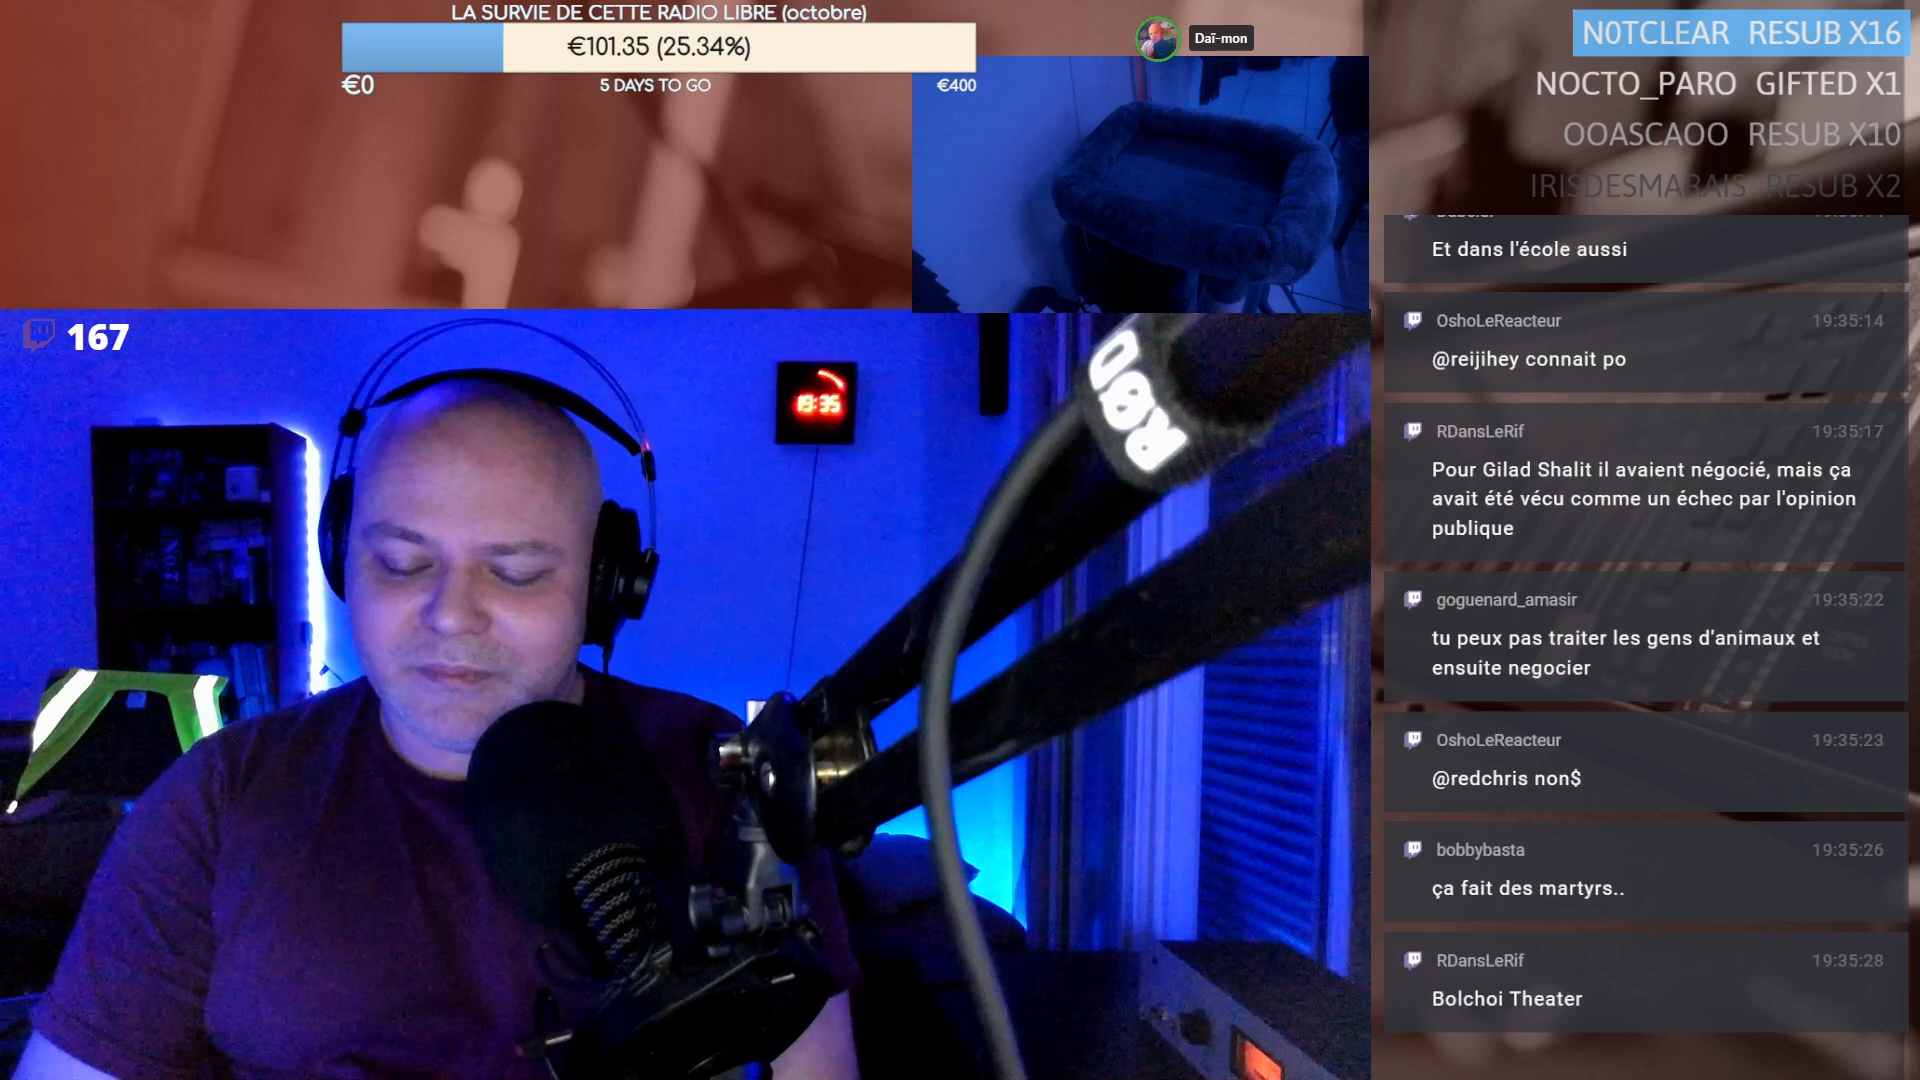 LA SURVIE DE CETTE RADIO LIBRE (octobre)
€101.35 (25.34%)
€0
5 DAYS TO GO
€400
Daï-mon
N0TCLEAR RESUB X16
NOCTO_PARO GIFTED X1
OOASCAOO RESUB X10
IRISDESMARAIS RESUB X2
Et dans l'école aussi
OshoLeReacteur 19:35:14
@reijihey connait po
RDansLeRif 19:35:17
Pour Gilad Shalit il avaient négocié, mais ça
avait été vécu comme un échec par l'opinion
publique
goguenard_amasir 19:35:22
tu peux pas traiter les gens d'animaux et
ensuite negocier
OshoLeReacteur 19:35:23
@redchris non$
bobbybasta 19:35:26
ça fait des martyrs..
RDansLeRif 19:35:28
Bolchoi Theater
167
19:35
RØD